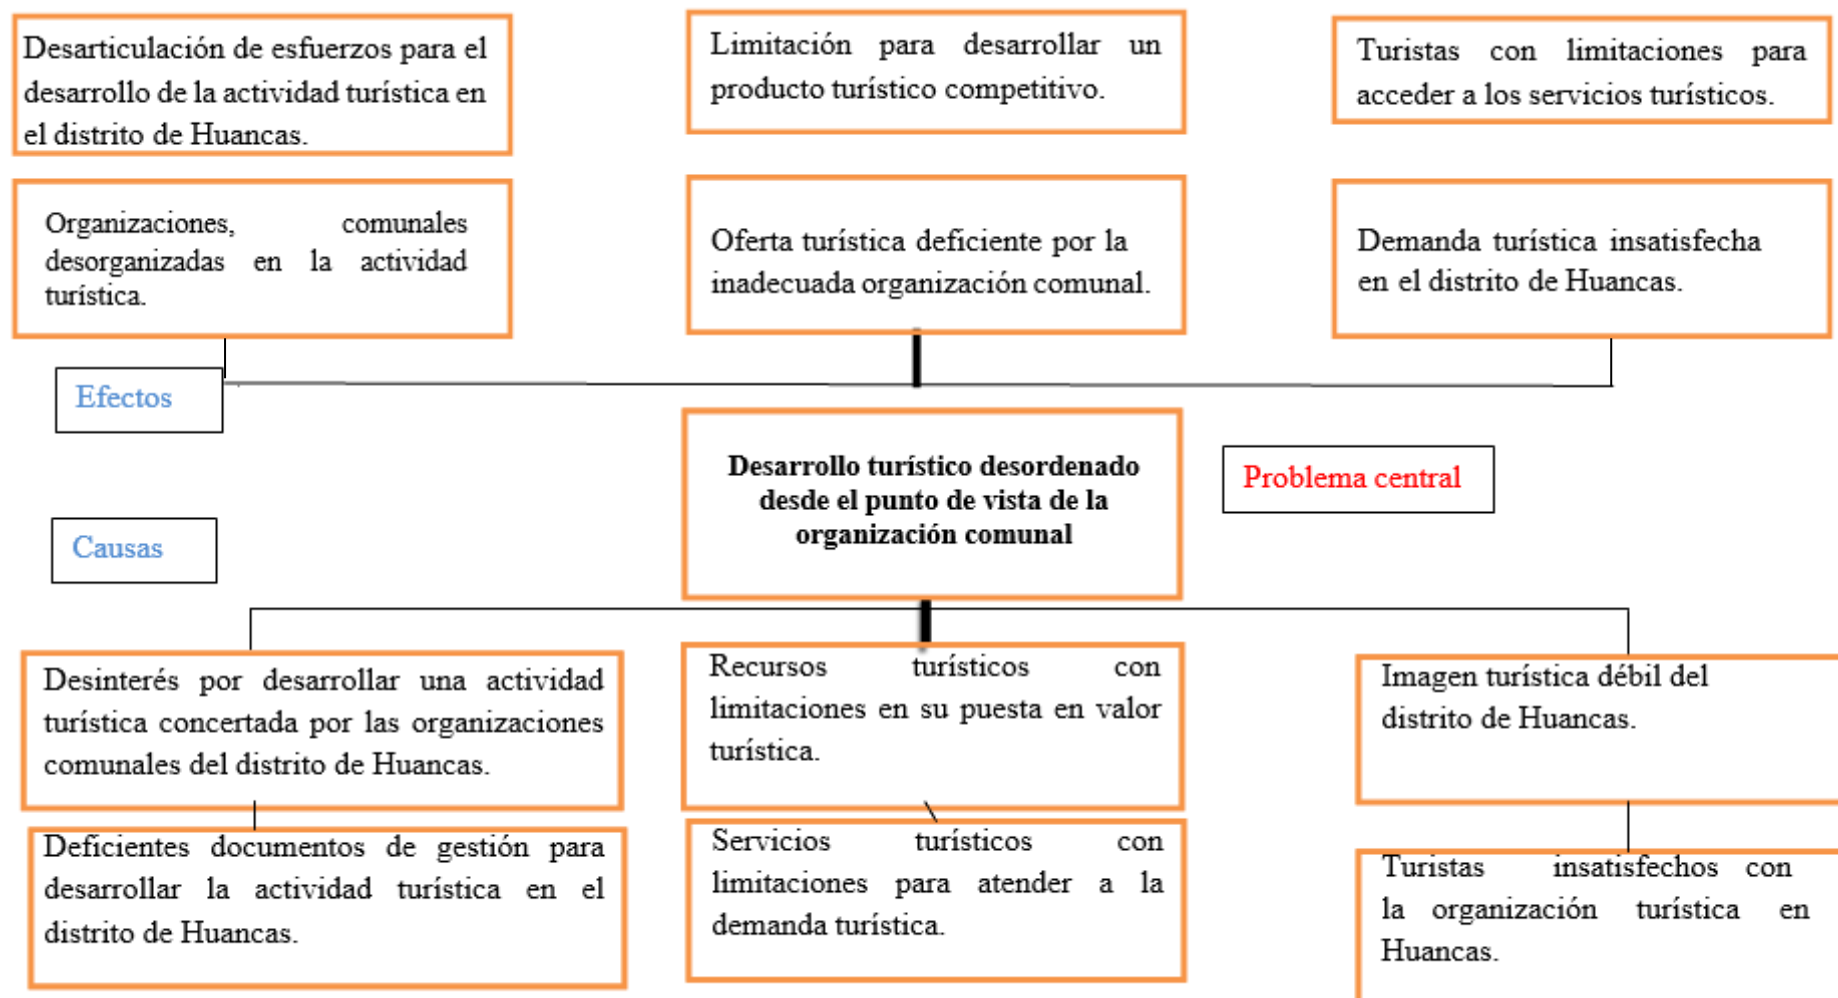 Desarticulación de esfuerzos para el
desarrollo de la actividad turística en
el distrito de Huancas.
Limitación para desarrollar un
producto turístico competitivo.
Turistas con limitaciones para
acceder a los servicios turísticos.
Organizaciones, comunales
desorganizadas en la actividad
turística.
Oferta turística deficiente por la
inadecuada organización comunal.
Demanda turística insatisfecha
en el distrito de Huancas.
Efectos
Desarrollo turístico desordenado
desde el punto de vista de la
organización comunal
Problema central
Causas
Desinterés por desarrollar una actividad
turística concertada por las organizaciones
comunales del distrito de Huancas.
Recursos turísticos con
limitaciones en su puesta en valor
turística.
Imagen turística débil del
distrito de Huancas.
Deficientes documentos de gestión para
desarrollar la actividad turística en el
distrito de Huancas.
Servicios turísticos con
limitaciones para atender a la
demanda turística.
Turistas insatisfechos con
la organización turística en
Huancas.